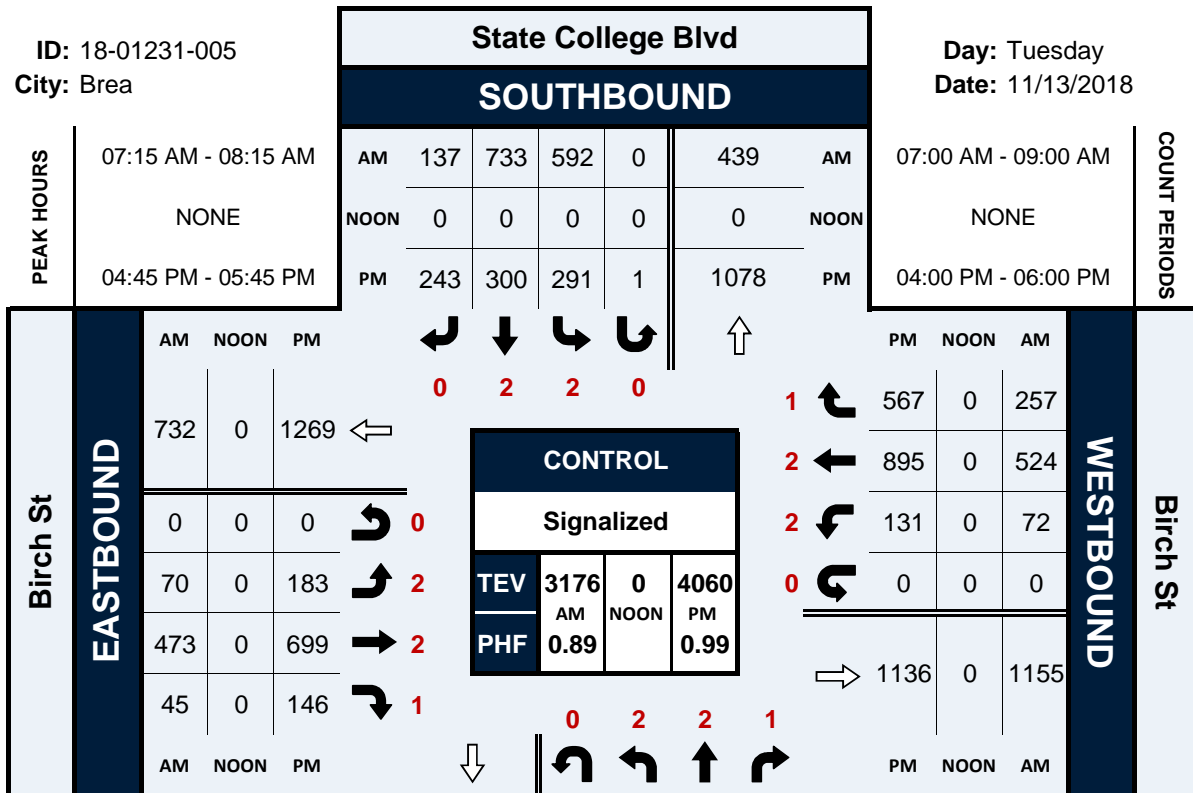 ID: 18-01231-005
City: Brea
State College Blvd
SOUTHBOUND
Day: Tuesday
Date: 11/13/2018
PEAK HOURS
07:15 AM - 08:15 AM
NONE
04:45 PM - 05:45 PM
AM 137 733 592 0 439 AM
NOON 0 0 0 0 0 NOON
PM 243 300 291 1 1078 PM
07:00 AM - 09:00 AM
NONE
04:00 PM - 06:00 PM
COUNT PERIODS
0 2 2 0
Birch St
EASTBOUND
AM NOON PM
732 0 1269
0 0 0 0
70 0 183 2
473 0 699 2
45 0 146 1
AM NOON PM
CONTROL
Signalized
TEV 3176 0 4060
AM NOON PM
PHF 0.89 0.99
0 2 2 1
PM NOON AM
1 567 0 257
2 895 0 524
2 131 0 72
0 0 0 0
1136 0 1155
PM NOON AM
WESTBOUND
Birch St